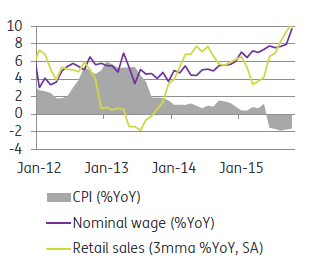 10
8
6
4
2
0
-2
-4
Jan-12 Jan-13 Jan-14 Jan-15
CPI (%YoY)
Nominal wage (%YoY)
Retail sales (3mma %YoY, SA)